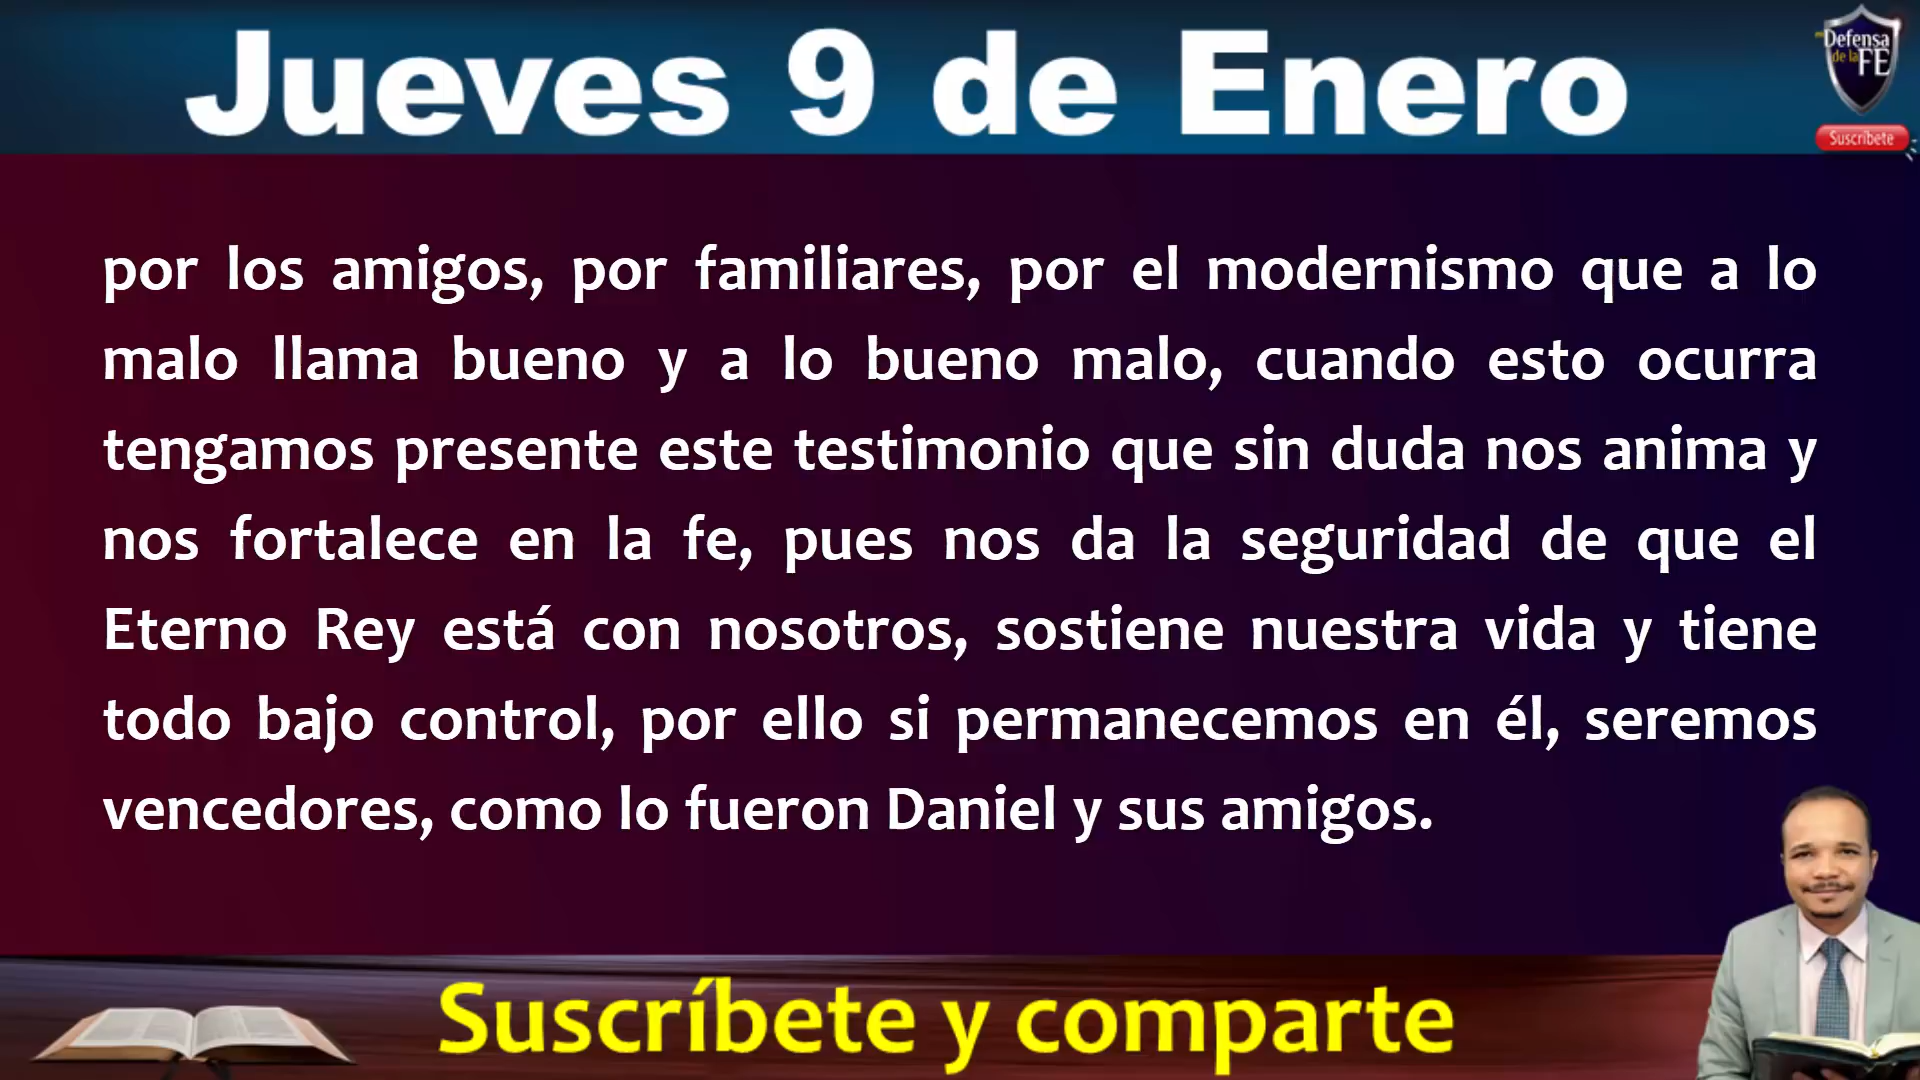 Jueves 9 de Enero
Defensa
de la FE
Suscríbete
por los amigos, por familiares, por el modernismo que a lo
malo llama bueno y a lo bueno malo, cuando esto ocurra
tengamos presente este testimonio que sin duda nos anima y
nos fortalece en la fe, pues nos da la seguridad de que el
Eterno Rey está con nosotros, sostiene nuestra vida y tiene
todo bajo control, por ello si permanecemos en él, seremos
vencedores, como lo fueron Daniel y sus amigos.
Suscríbete y comparte